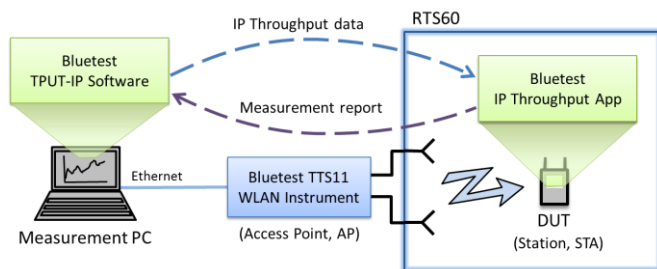 RTS60
IP Throughput data
Bluetest
TPUT-IP Software
Bluetest
IP Throughput App
Measurement report
Ethernet
Bluetest TTS11
WLAN Instrument
(Access Point, AP)
Measurement PC
DUT
(Station, STA)